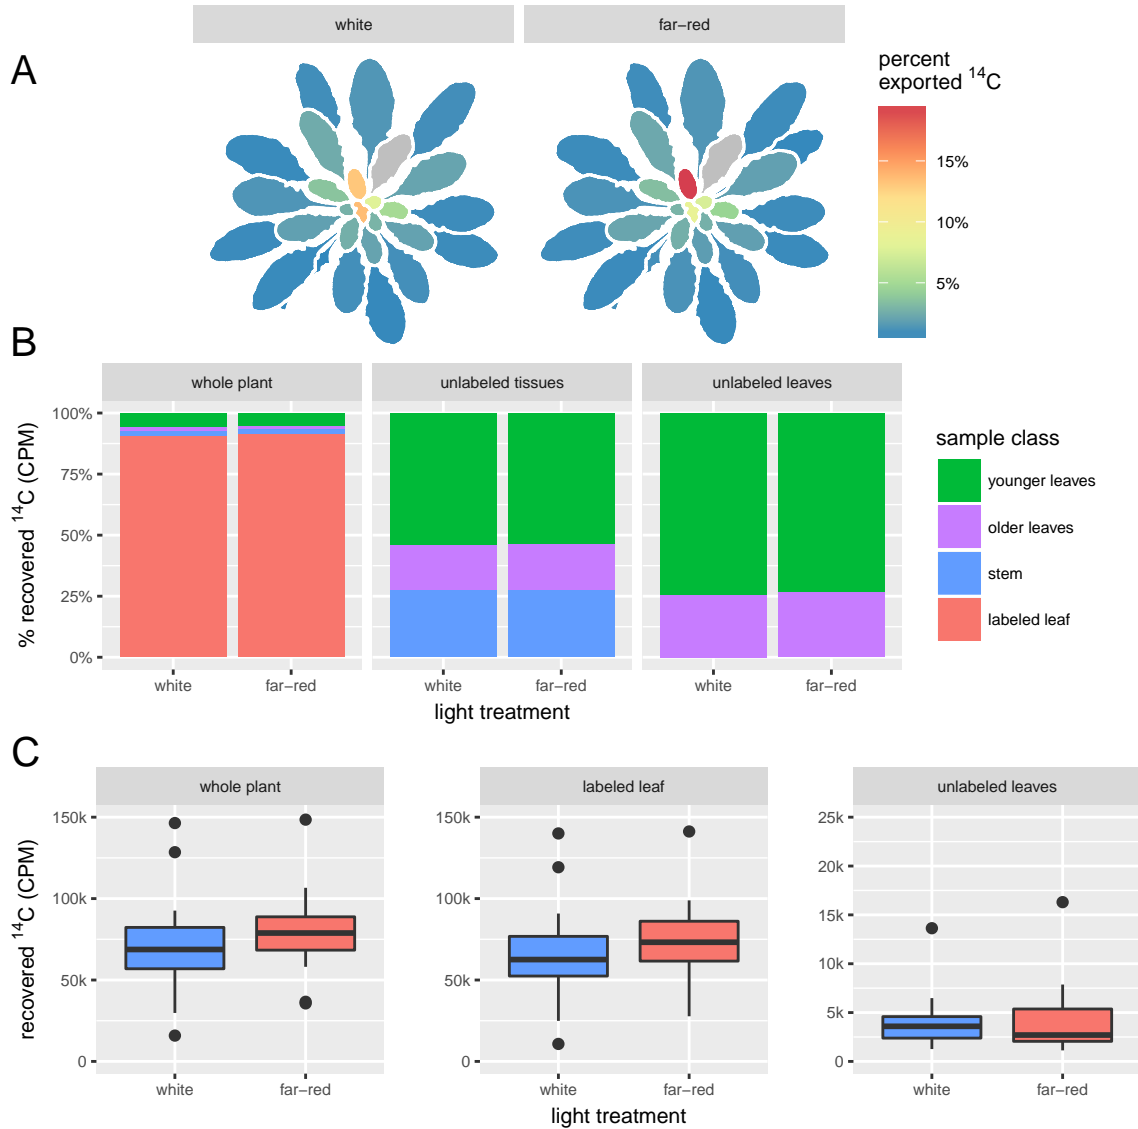 white
far−red
A
percent
exported ¹⁴C
15%
10%
5%
B
whole plant
unlabeled tissues
unlabeled leaves
% recovered ¹⁴C (CPM)
100%
75%
50%
25%
0%
white
far−red
white
far−red
white
far−red
light treatment
sample class
younger leaves
older leaves
stem
labeled leaf
C
whole plant
labeled leaf
unlabeled leaves
recovered ¹⁴C (CPM)
150k
100k
50k
0
150k
100k
50k
0
25k
20k
15k
10k
5k
0
white
far−red
white
far−red
white
far−red
light treatment